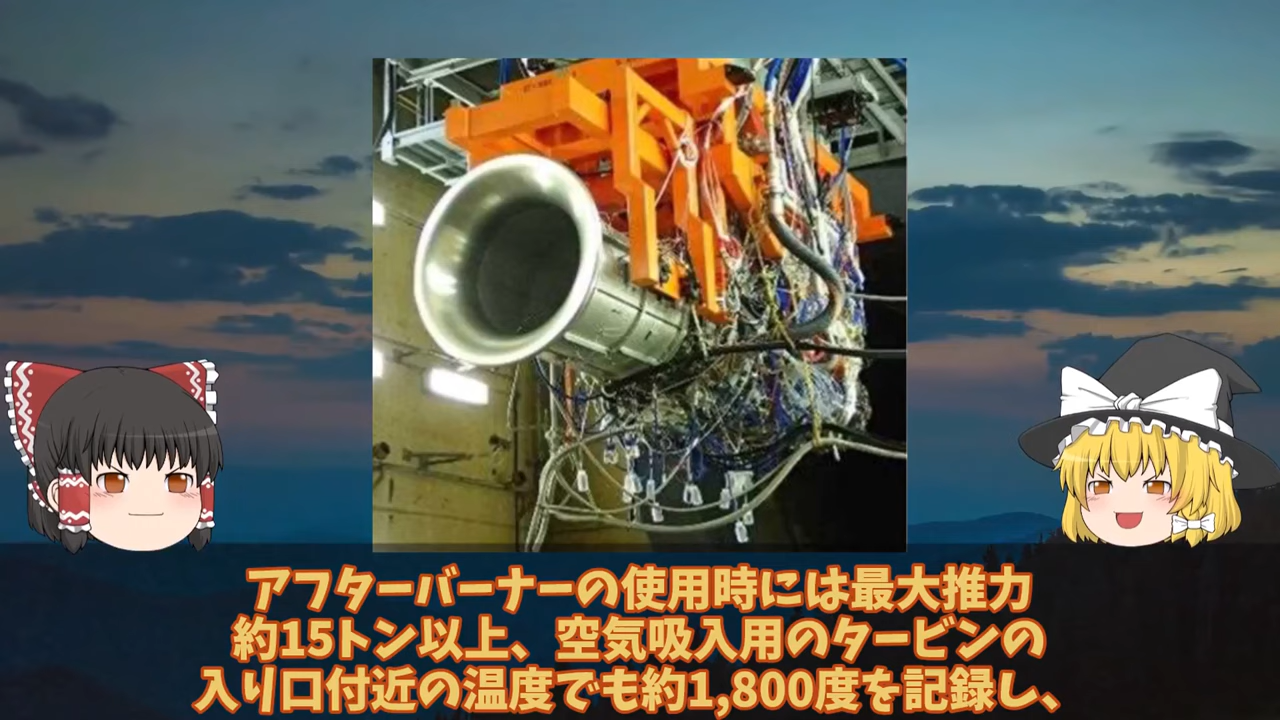 アフターバーナーの使用時には最大推力
約15トン以上、空気吸入用のタービンの
入り口付近の温度でも約1,800度を記録し、